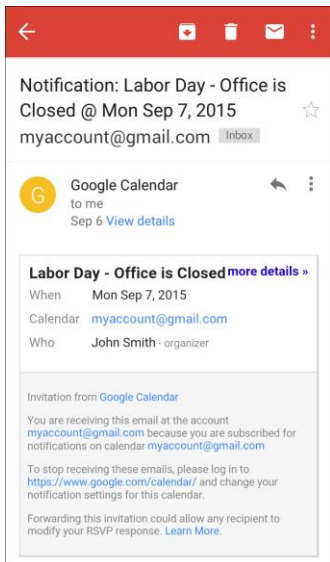 Notification: Labor Day - Office is
Closed @ Mon Sep 7, 2015
myaccount@gmail.com Inbox
G
Google Calendar
to me
Sep 6 View details
Labor Day - Office is Closed more details »
When Mon Sep 7, 2015
Calendar myaccount@gmail.com
Who John Smith - organizer
Invitation from Google Calendar
You are receiving this email at the account
myaccount@gmail.com because you are subscribed for
notifications on calendar myaccount@gmail.com
To stop receiving these emails, please log in to
https://www.google.com/calendar/ and change your
notification settings for this calendar.
Forwarding this invitation could allow any recipient to
modify your RSVP response. Learn More.